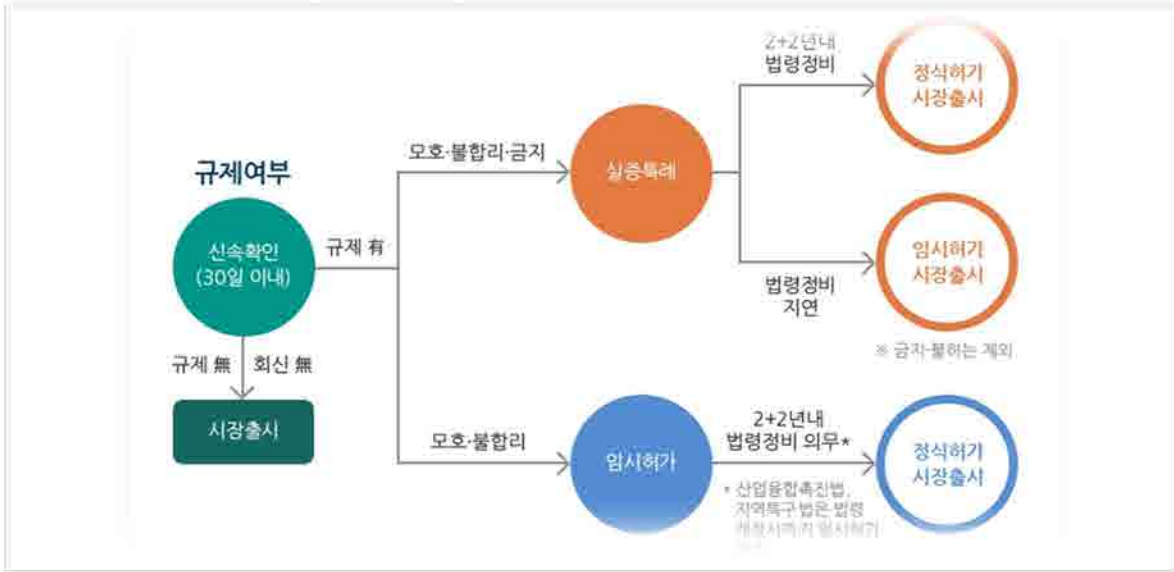 2+2년내
법령정비
정식허가
시장출시
모호·불합리·금지
실증특례
규제여부
신속확인
(30일 이내)
규제 有
임시허가
시장출시
법령정비
지연
※ 금지·불허는 제외
규제 無
회신 無
시장출시
모호·불합리
임시허가
2+2년내
법령정비 의무*
정식허가
시장출시
* 산업융합촉진법,
지역특구법은 법령